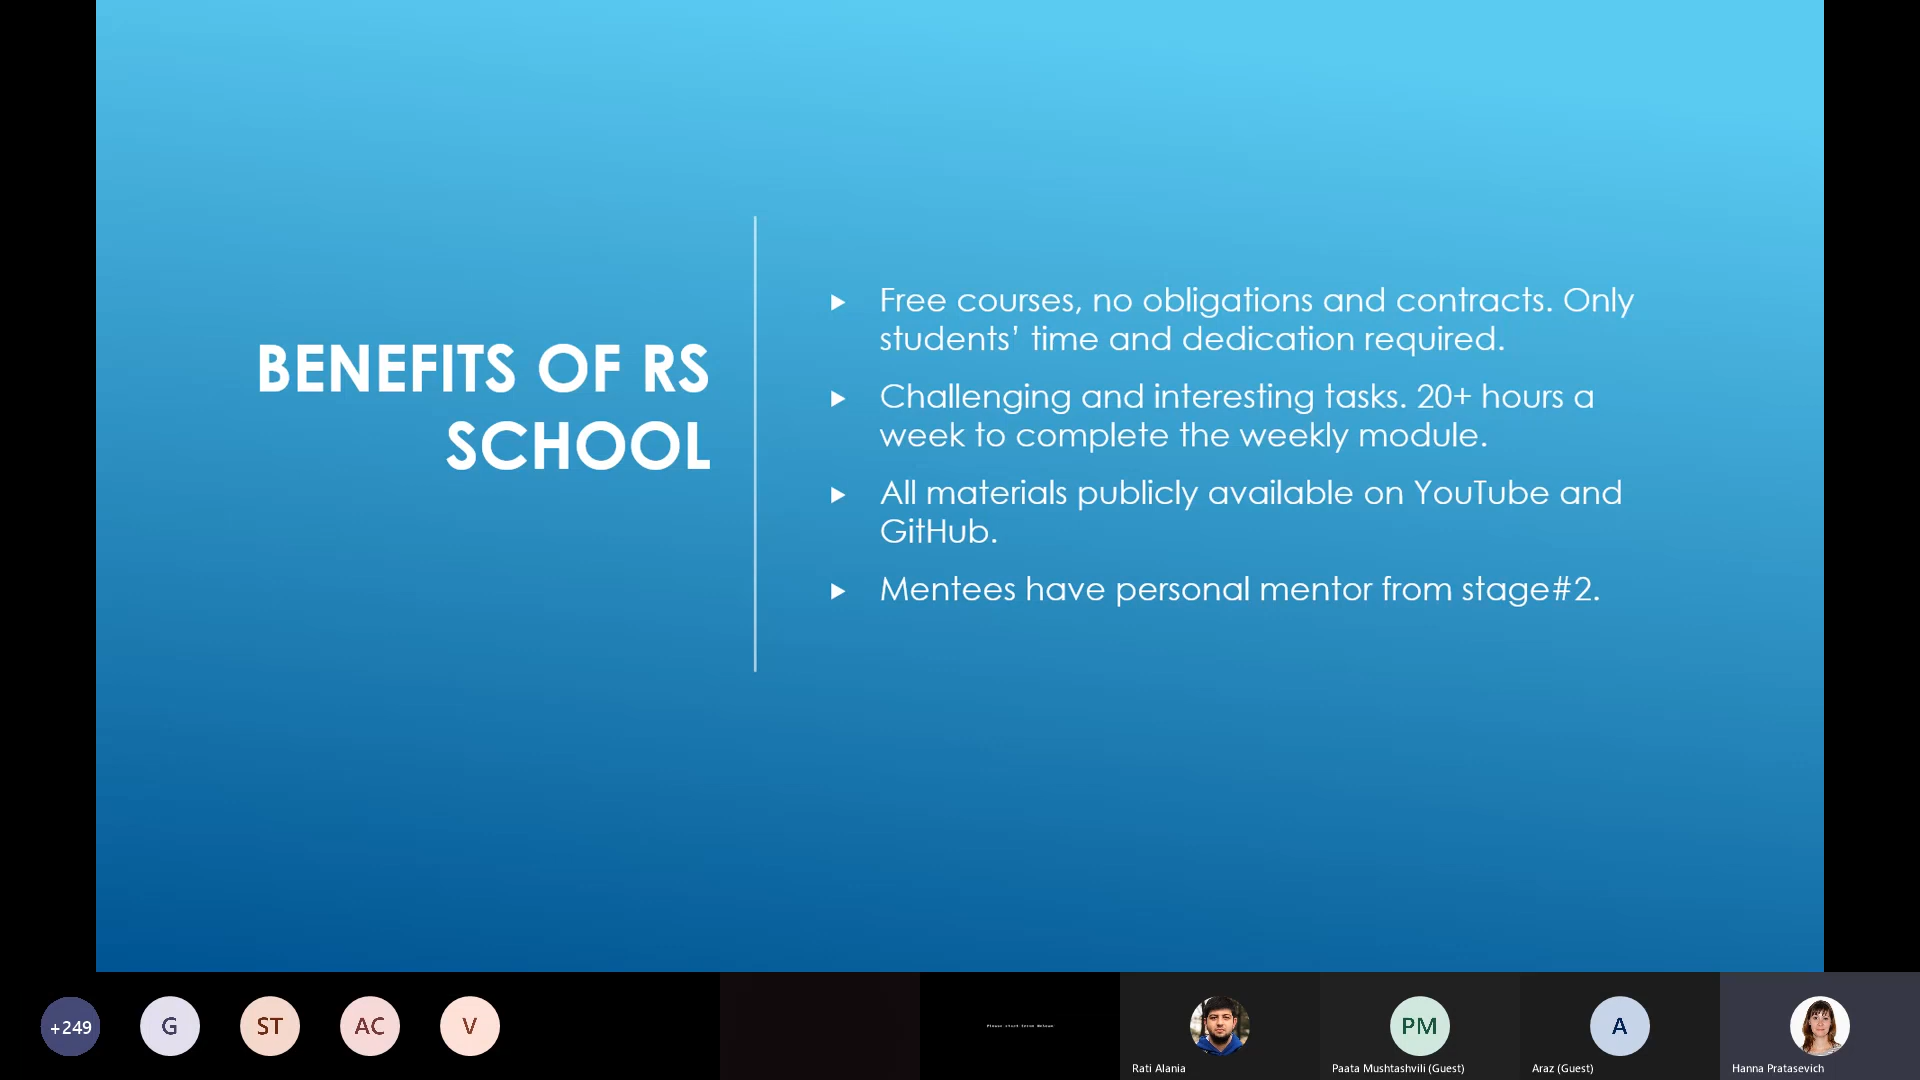 BENEFITS OF RS
SCHOOL
Free courses, no obligations and contracts. Only
students’ time and dedication required.
Challenging and interesting tasks. 20+ hours a
week to complete the weekly module.
All materials publicly available on YouTube and
GitHub.
Mentees have personal mentor from stage#2.
+249
G
ST
AC
V
PM
A
Rati Alania
Paata Mushtashvili (Guest)
Araz (Guest)
Hanna Pratasevich